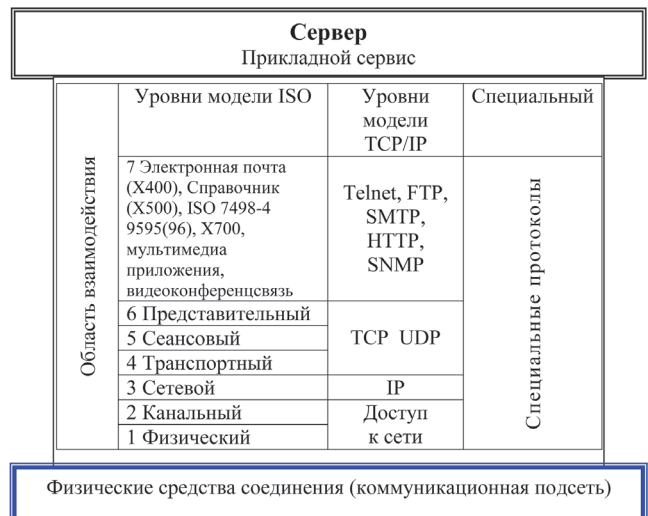 Сервер
Прикладной сервис
Область взаимодействия
Уровни модели ISO
Уровни
модели
TCP/IP
Специальный
7 Электронная почта
(X400), Справочник
(X500), ISO 7498-4
9595(96), X700,
мультимедиа
приложения,
видеоконференцсвязь
Telnet, FTP,
SMTP,
HTTP,
SNMP
Специальные протоколы
6 Представительный
5 Сеансовый
4 Транспортный
TCP UDP
3 Сетевой
IP
2 Канальный
1 Физический
Доступ
к сети
Физические средства соединения (коммуникационная подсеть)